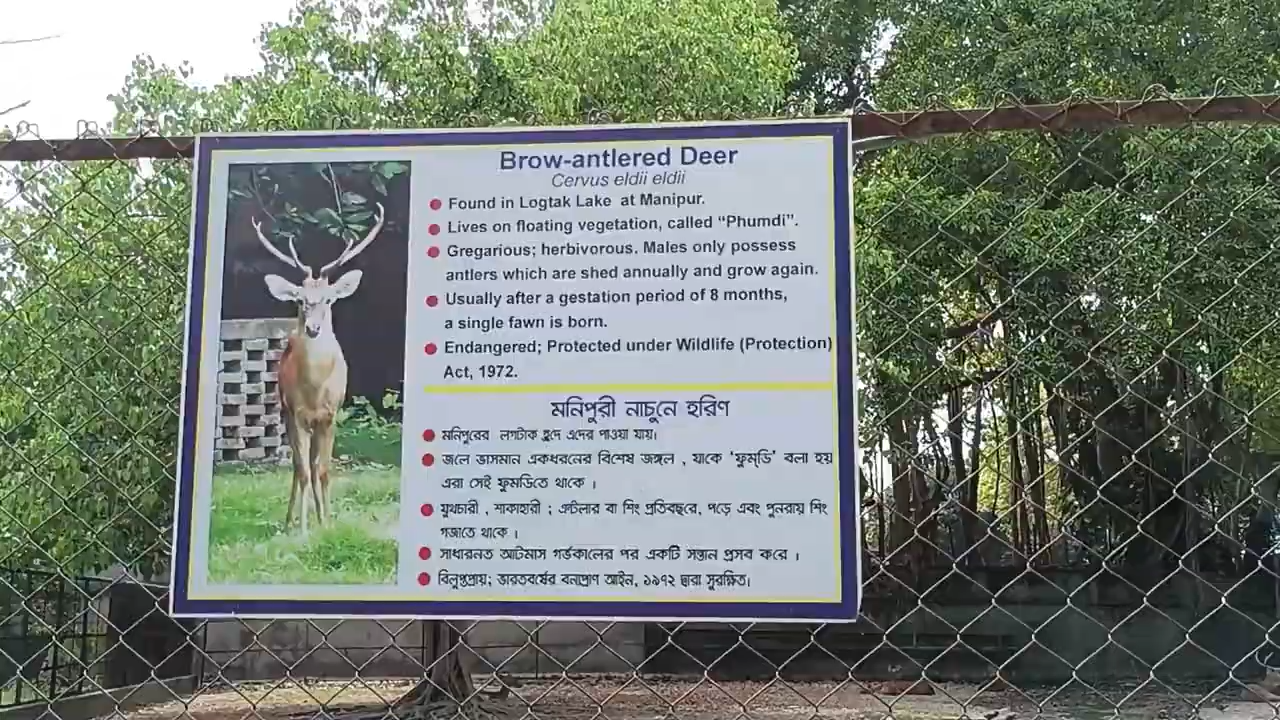 Brow-antlered Deer
Cervus eldii eldii
Found in Logtak Lake at Manipur.
Lives on floating vegetation, called “Phumdi”.
Gregarious; herbivorous. Males only possess
antlers which are shed annually and grow again.
Usually after a gestation period of 8 months,
a single fawn is born.
Endangered; Protected under Wildlife (Protection)
Act, 1972.
মনিপুরী নাচুনে হরিণ
মনিপুরের লগটাক হ্রদে এদের পাওয়া যায়।
জলে ভাসমান একধরনের বিশেষ জঙ্গল , যাকে ‘ফুম্‌ডি’ বলা হয়
এরা সেই ফুমডিতে থাকে ।
যুথচারী , শাকাহারী ; এন্টলার বা শিং প্রতিবছরে, পড়ে এবং পুনরায় শিং
গজাতে থাকে ।
সাধারনত আটমাস গর্ভকালের পর একটি সন্তান প্রসব করে ।
বিলুপ্তপ্রায়; ভারতবর্ষের বন্যপ্রাণ আইন, ১৯৭২ দ্বারা সুরক্ষিত।